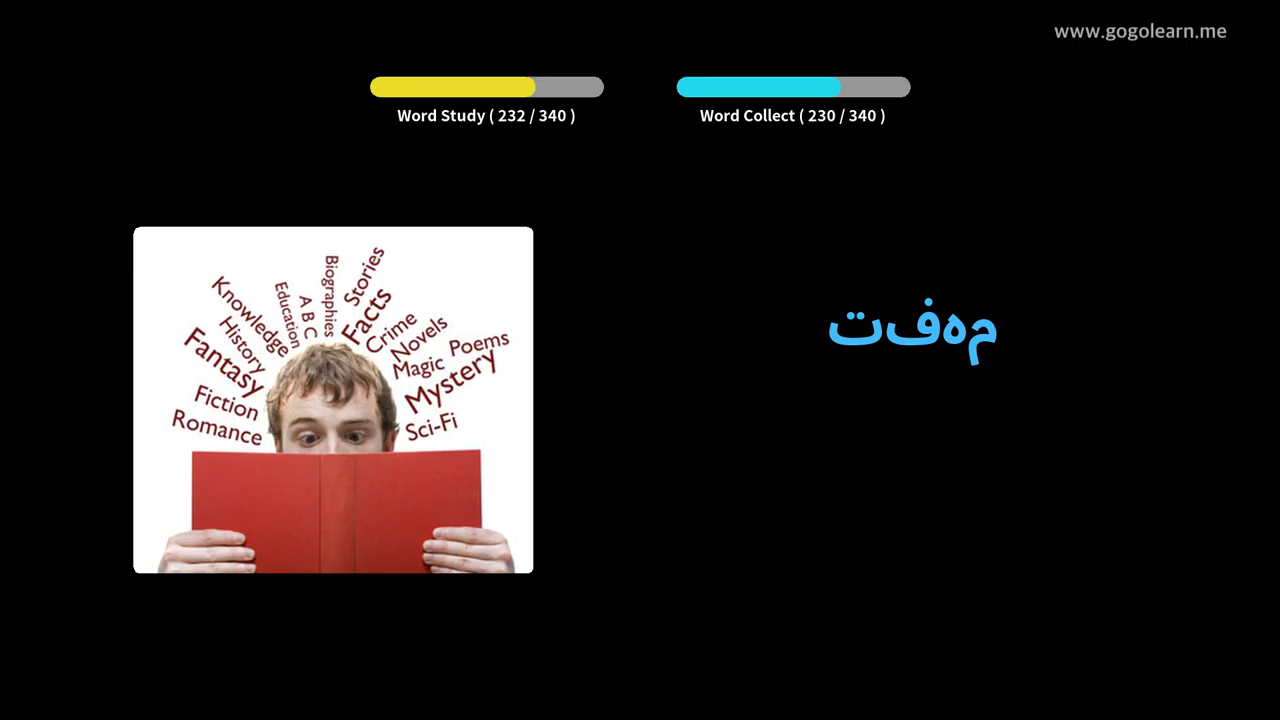 www.gogolearn.me
Word Study ( 232 / 340 )
Word Collect ( 230 / 340 )
Romance
Fiction
Fantasy
History
Knowledge
Education
A B C
Biographies
Stories
Facts
Crime
Novels
Magic
Poems
Mystery
Sci-Fi
مهفت